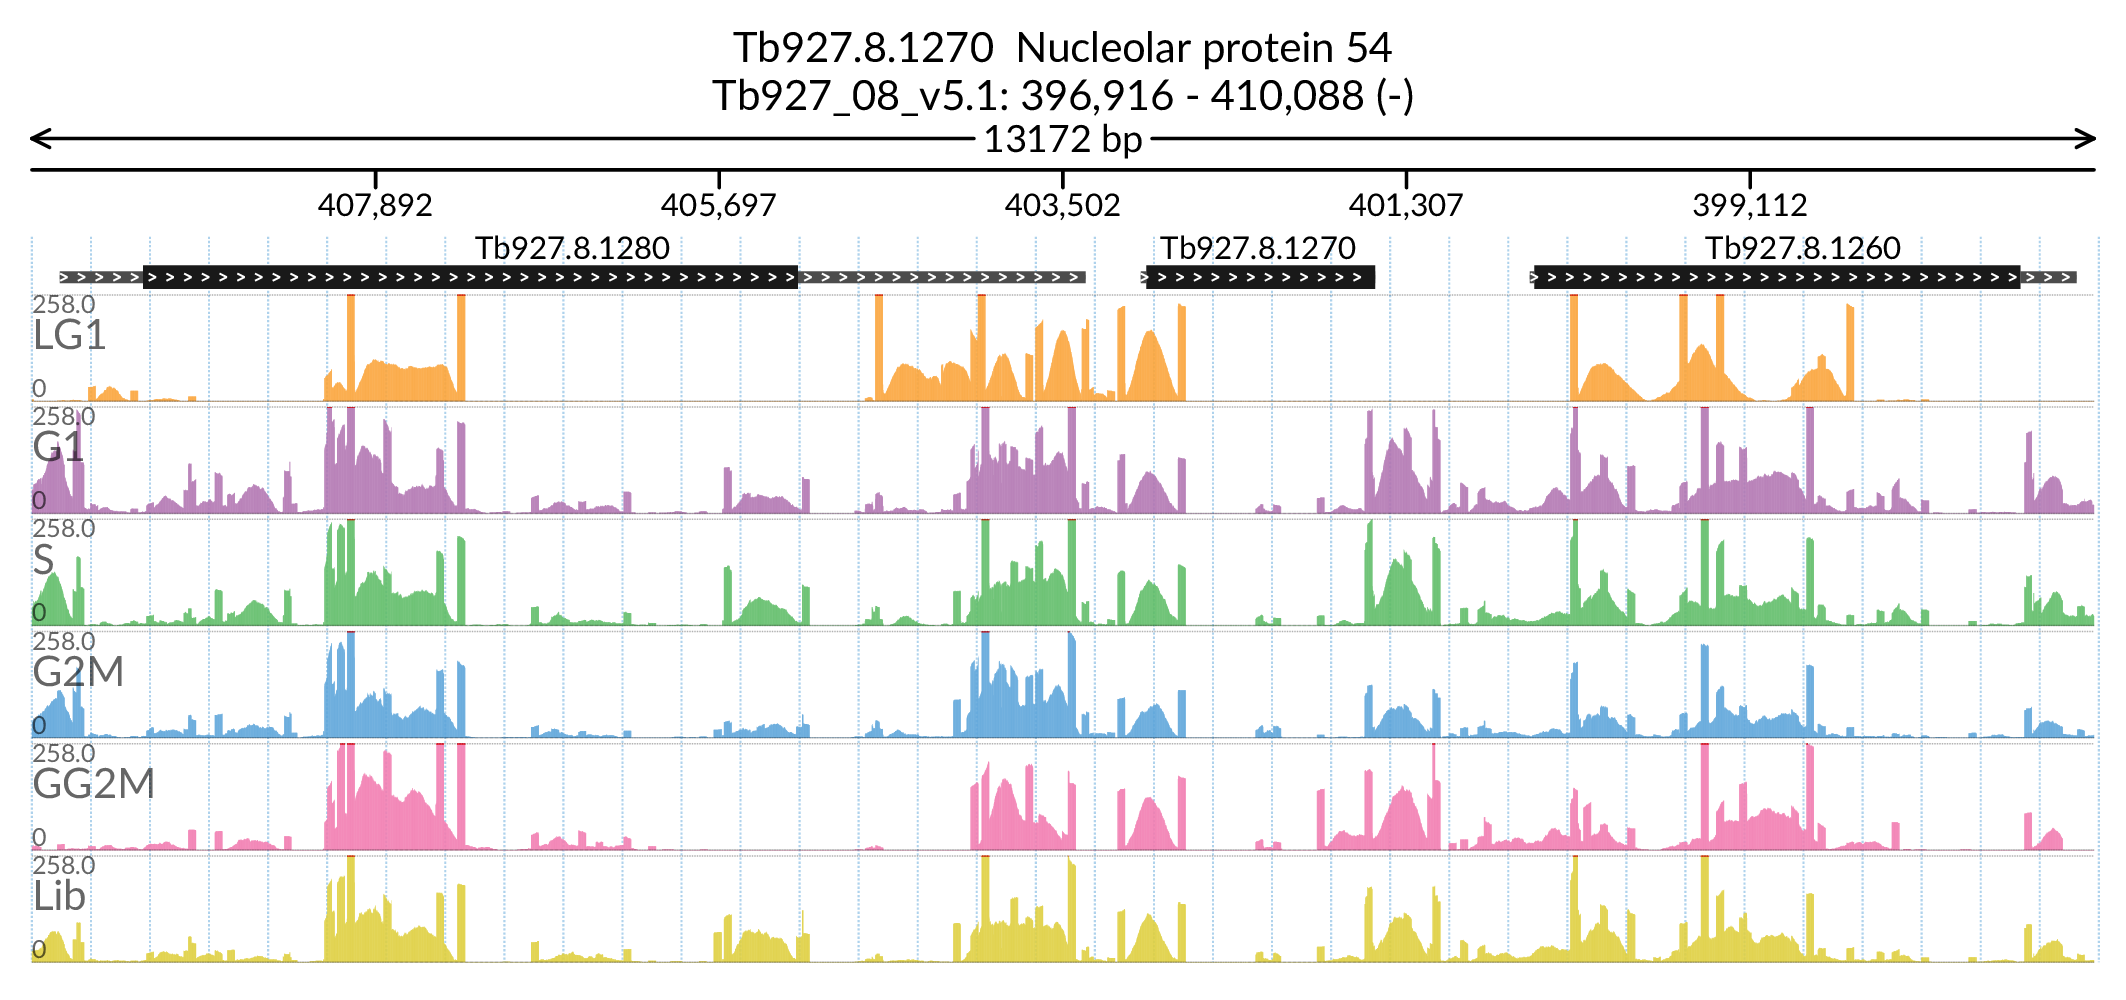 Tb927.8.1270  Nucleolar protein 54
Tb927_08_v5.1: 396,916 - 410,088 (-)
13172 bp
407,892 405,697 403,502 401,307 399,112
Tb927.8.1280 Tb927.8.1270 Tb927.8.1260
258.0
LG1
0
258.0
G1
0
258.0
S
0
258.0
G2M
0
258.0
GG2M
0
258.0
Lib
0